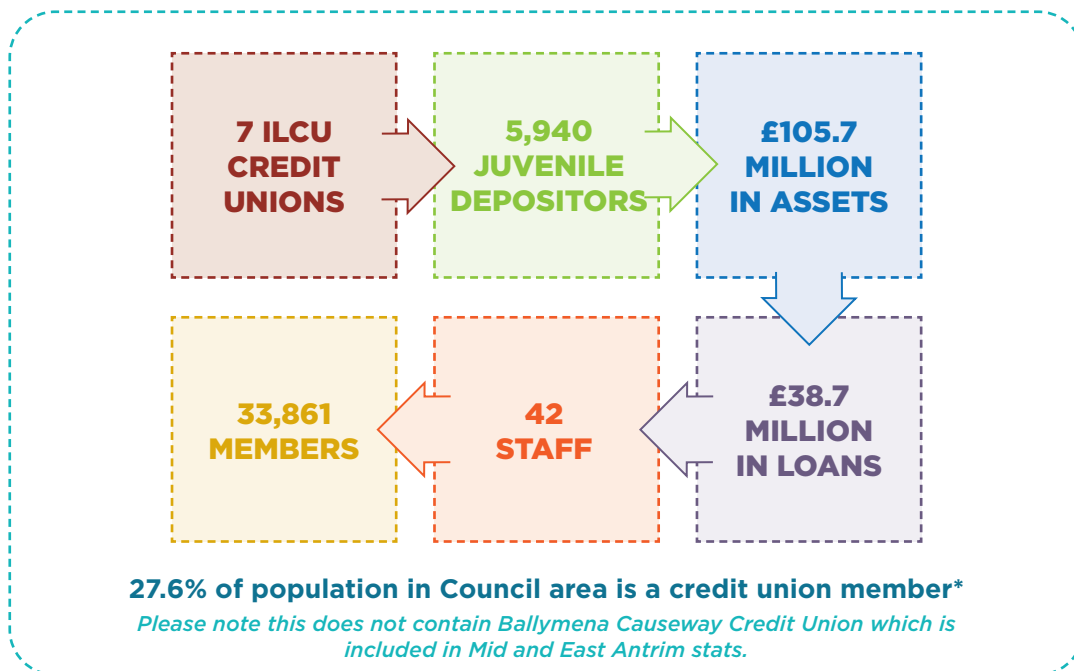 7 ILCU
CREDIT
UNIONS
5,940
JUVENILE
DEPOSITORS
£105.7
MILLION
IN ASSETS
33,861
MEMBERS
42
STAFF
£38.7
MILLION
IN LOANS
27.6% of population in Council area is a credit union member*
Please note this does not contain Ballymena Causeway Credit Union which is
included in Mid and East Antrim stats.